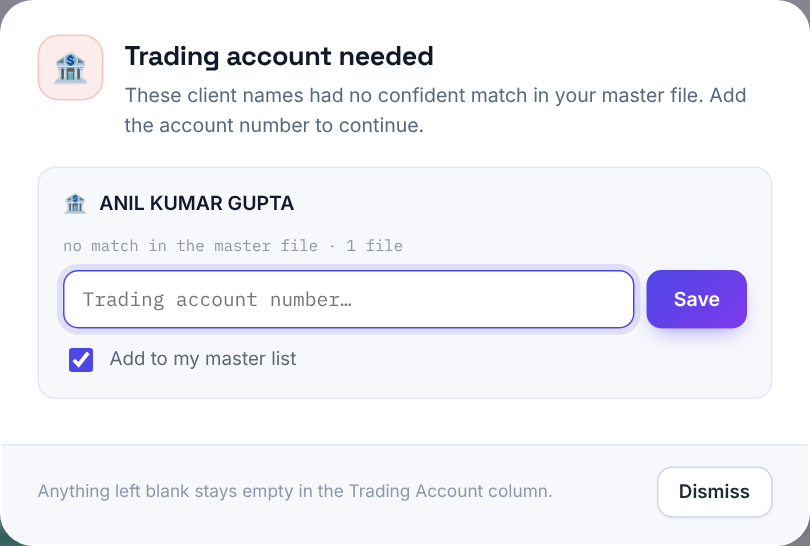 Trading account needed
These client names had no confident match in your master file. Add
the account number to continue.
ANIL KUMAR GUPTA
no match in the master file · 1 file
Trading account number…
Save
Add to my master list
Anything left blank stays empty in the Trading Account column.
Dismiss